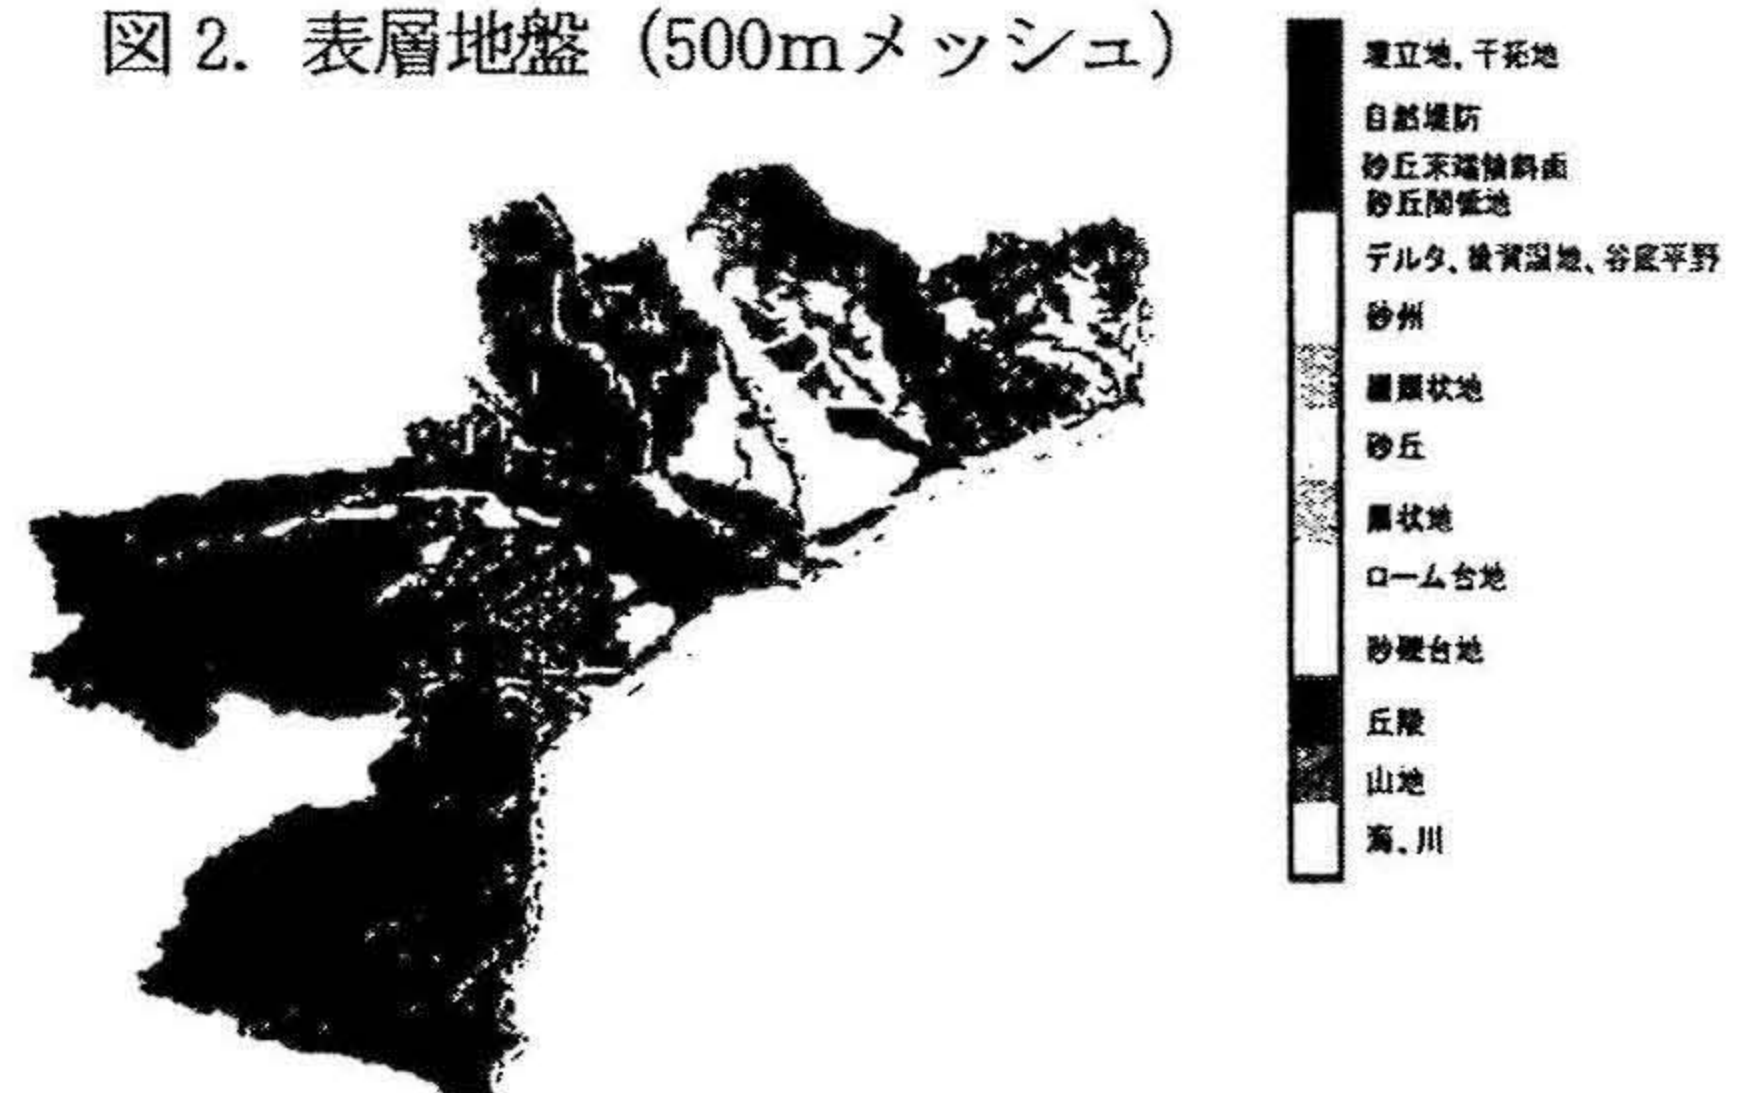 図2. 表層地盤 (500mメッシュ)
埋立地、干拓地
自然堤防
砂丘末端傾斜面
砂丘間低地
デルタ、後背湿地、谷底平野
砂州
扇状地
砂丘
扇状地
ローム台地
砂礫台地
丘陵
山地
海、川